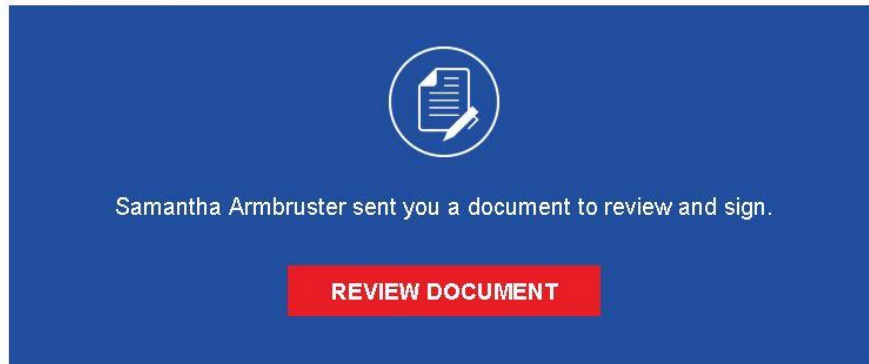 Samantha Armbruster sent you a document to review and sign.
REVIEW DOCUMENT